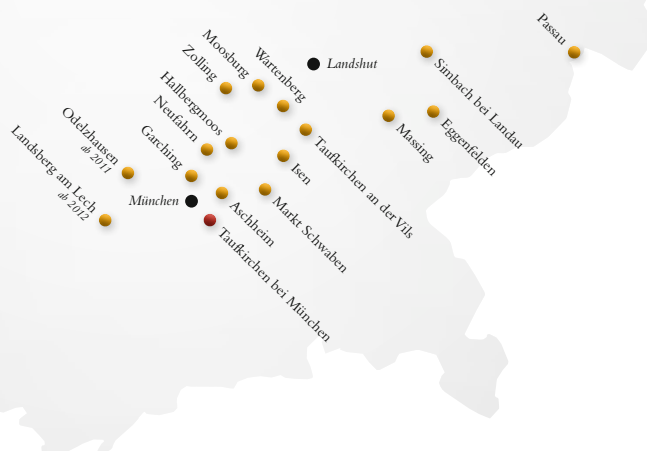 Passau
Simbach bei Landau
Landshut
Moosburg
Wartenberg
Zolling
Hallbergmoos
Neufahrn
Eggenfelden
Massing
Odelzhausen
ab 2011
Garching
Taufkirchen an der Vils
Isen
Landsberg am Lech
ab 2012
München
Aschheim
Markt Schwaben
Taufkirchen bei München